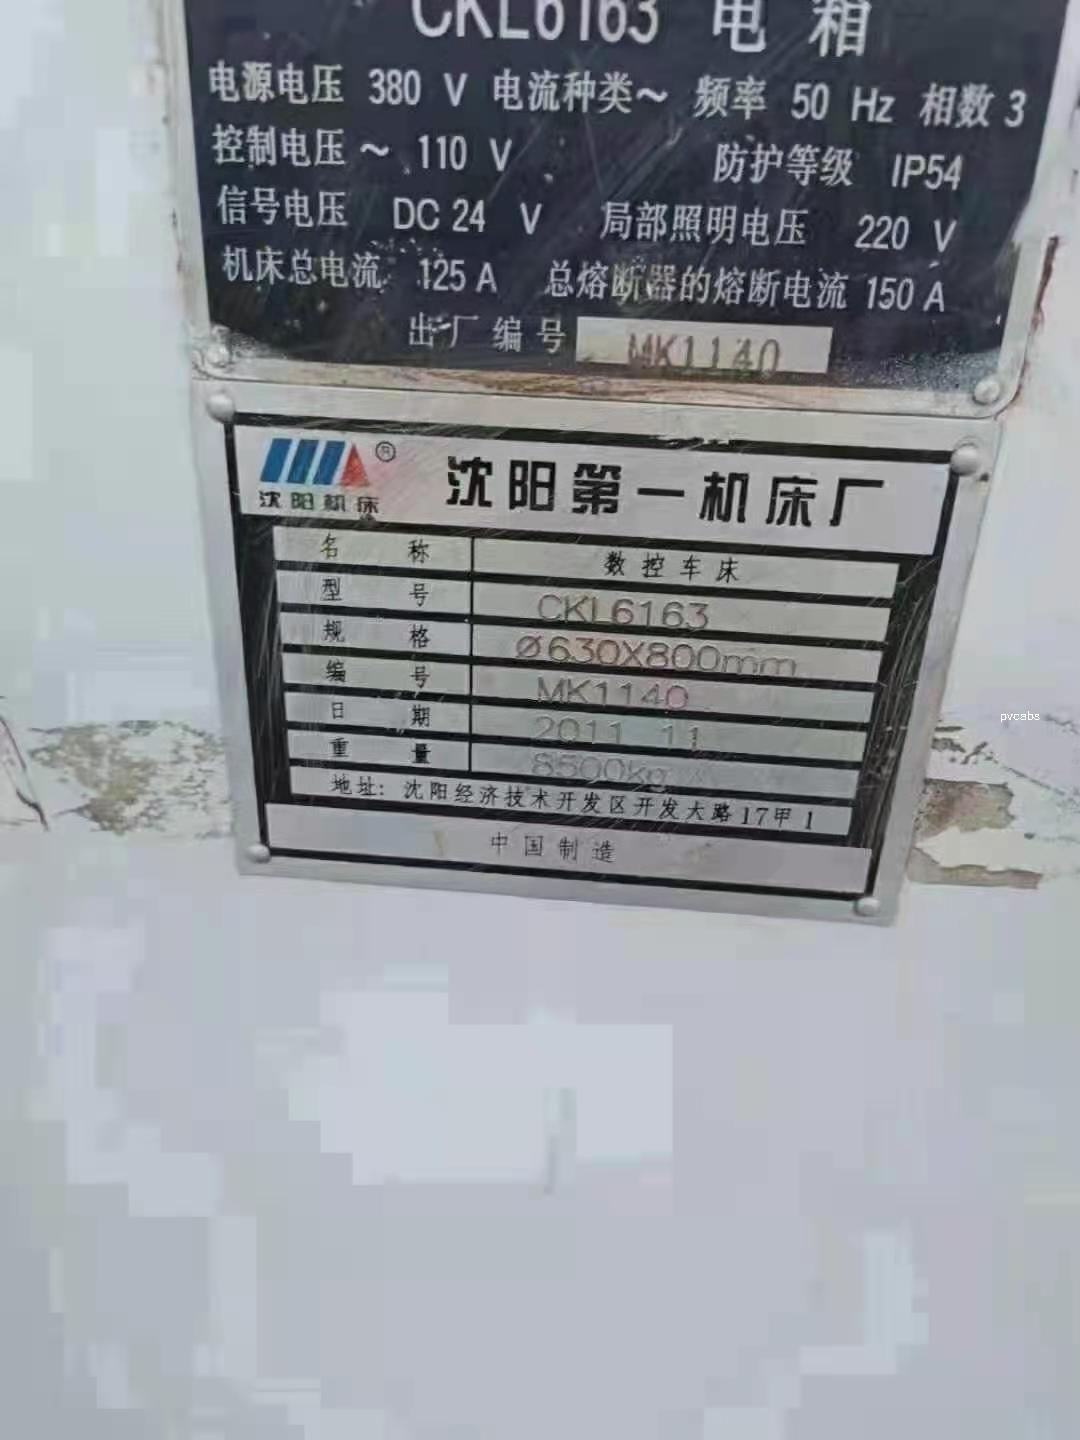 CKL6163 电 箱
电源电压 380 V 电流种类~ 频率 50 Hz 相数 3
控制电压~ 110 V 防护等级 IP54
信号电压 DC 24 V 局部照明电压 220 V
机床总电流 125 A 总熔断器的熔断电流 150 A
出厂编号 MK1140
沈阳机床 ® 沈阳第一机床厂
名 称 数控车床
型 号 CKL6163
规 格 Ø630X800mm
编 号 MK1140
日 期 2011 11
重 量 8500kg
地址: 沈阳经济技术开发区开发大路17甲1
中国制造
pvcabs